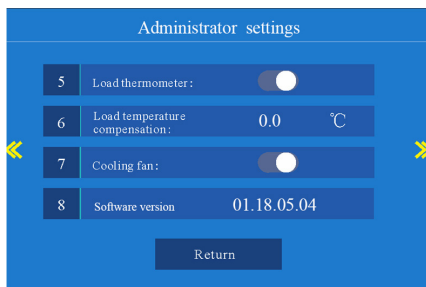 Administrator settings
5 Load thermometer:
6 Load temperature compensation: 0.0 ℃
7 Cooling fan:
8 Software version 01.18.05.04
Return